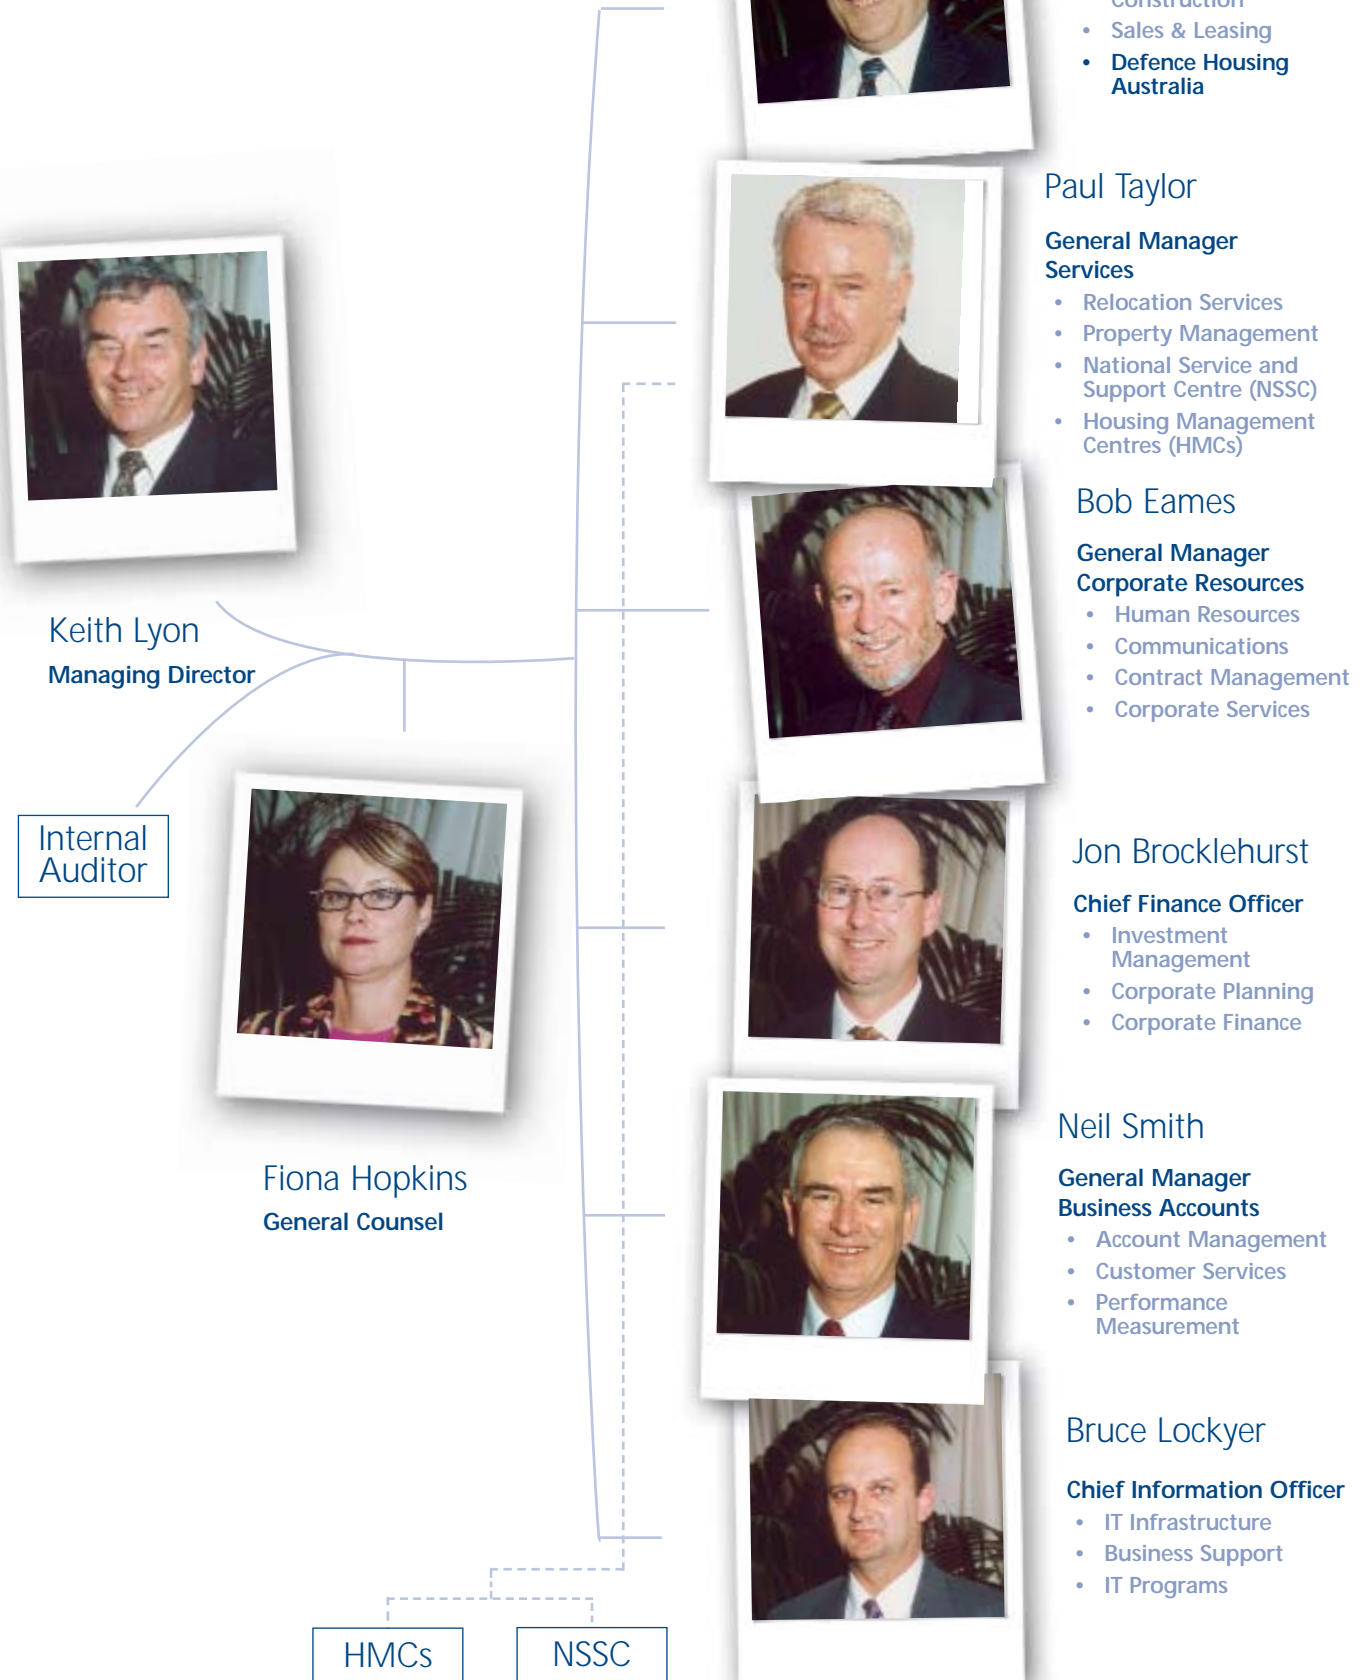 Construction
• Sales & Leasing
• Defence Housing
Australia
Paul Taylor
General Manager
Services
• Relocation Services
• Property Management
• National Service and
Support Centre (NSSC)
• Housing Management
Centres (HMCs)
Bob Eames
General Manager
Corporate Resources
• Human Resources
• Communications
• Contract Management
• Corporate Services
Keith Lyon
Managing Director
Internal
Auditor
Fiona Hopkins
General Counsel
Jon Brocklehurst
Chief Finance Officer
• Investment
Management
• Corporate Planning
• Corporate Finance
Neil Smith
General Manager
Business Accounts
• Account Management
• Customer Services
• Performance
Measurement
Bruce Lockyer
Chief Information Officer
• IT Infrastructure
• Business Support
• IT Programs
HMCs
NSSC